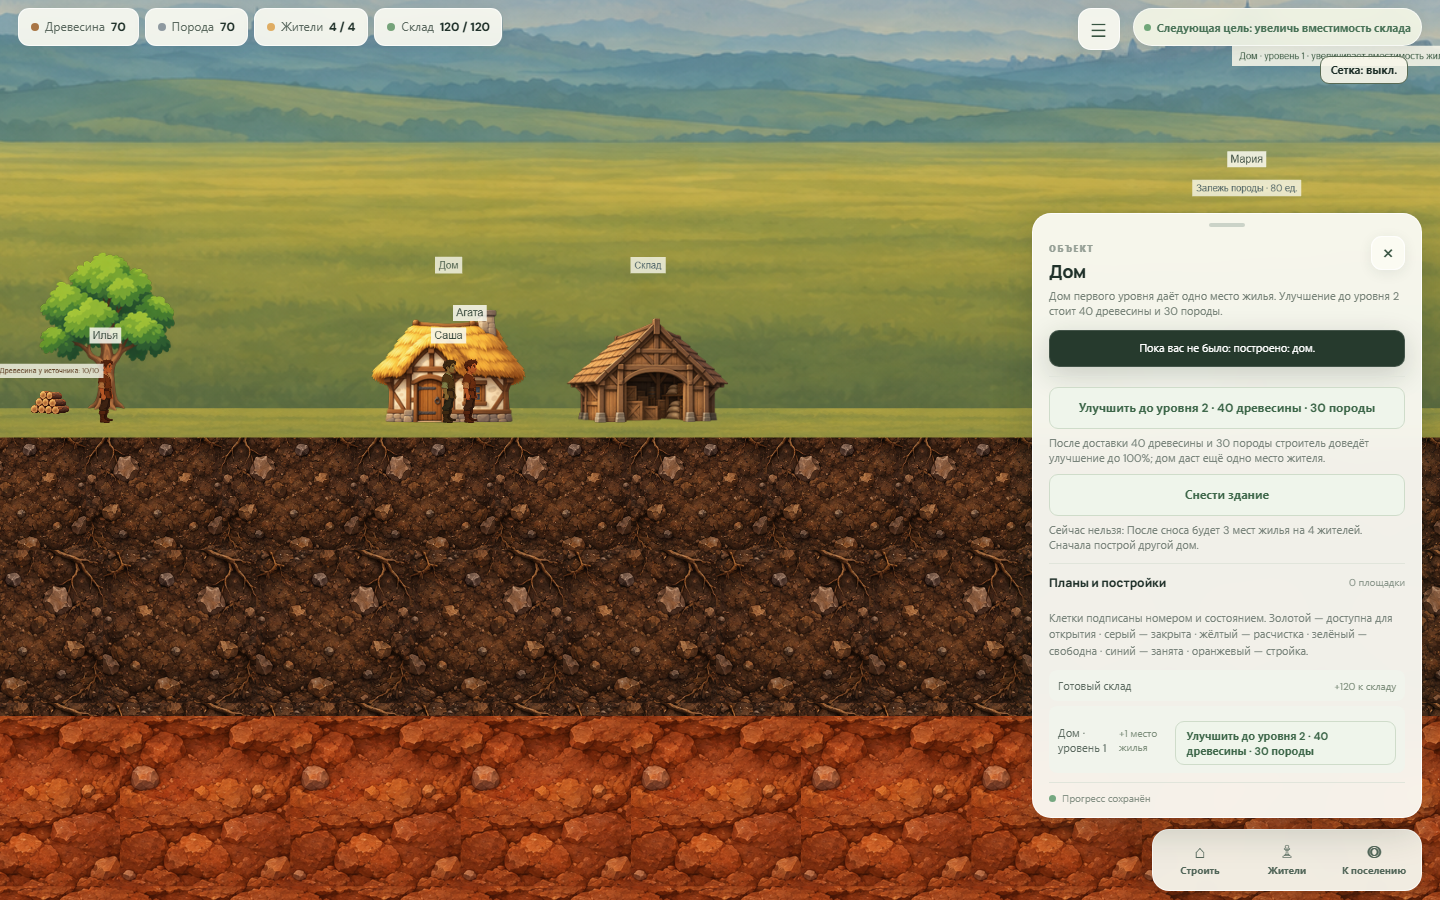 Древесина 70
Порода 70
Жители 4 / 4
Склад 120 / 120
☰
Следующая цель: увеличь вместимость склада
Дом · уровень 1 · увеличивает вместимость
Сетка: выкл.
Мария
Залежь породы · 80 ед.
Дом
Склад
Агата
Саша
Илья
Древесина у источника: 10/10
ОБЪЕКТ
✕
Дом
Дом первого уровня даёт одно место жилья. Улучшение до уровня 2
стоит 40 древесины и 30 породы.
Пока вас не было: построено: дом.
Улучшить до уровня 2 · 40 древесины · 30 породы
После доставки 40 древесины и 30 породы строитель доведёт
улучшение до 100%; дом даст ещё одно место жителя.
Снести здание
Сейчас нельзя: После сноса будет 3 мест жилья на 4 жителей.
Сначала построй другой дом.
Планы и постройки
0 площадки
Клетки подписаны номером и состоянием. Золотой — доступна для
открытия · серый — закрыта · жёлтый — расчистка · зелёный —
свободна · синий — занята · оранжевый — стройка.
Готовый склад
+120 к складу
Дом ·
уровень 1
+1 место
жилья
Улучшить до уровня 2 · 40
древесины · 30 породы
Прогресс сохранён
Строить
Жители
К поселению